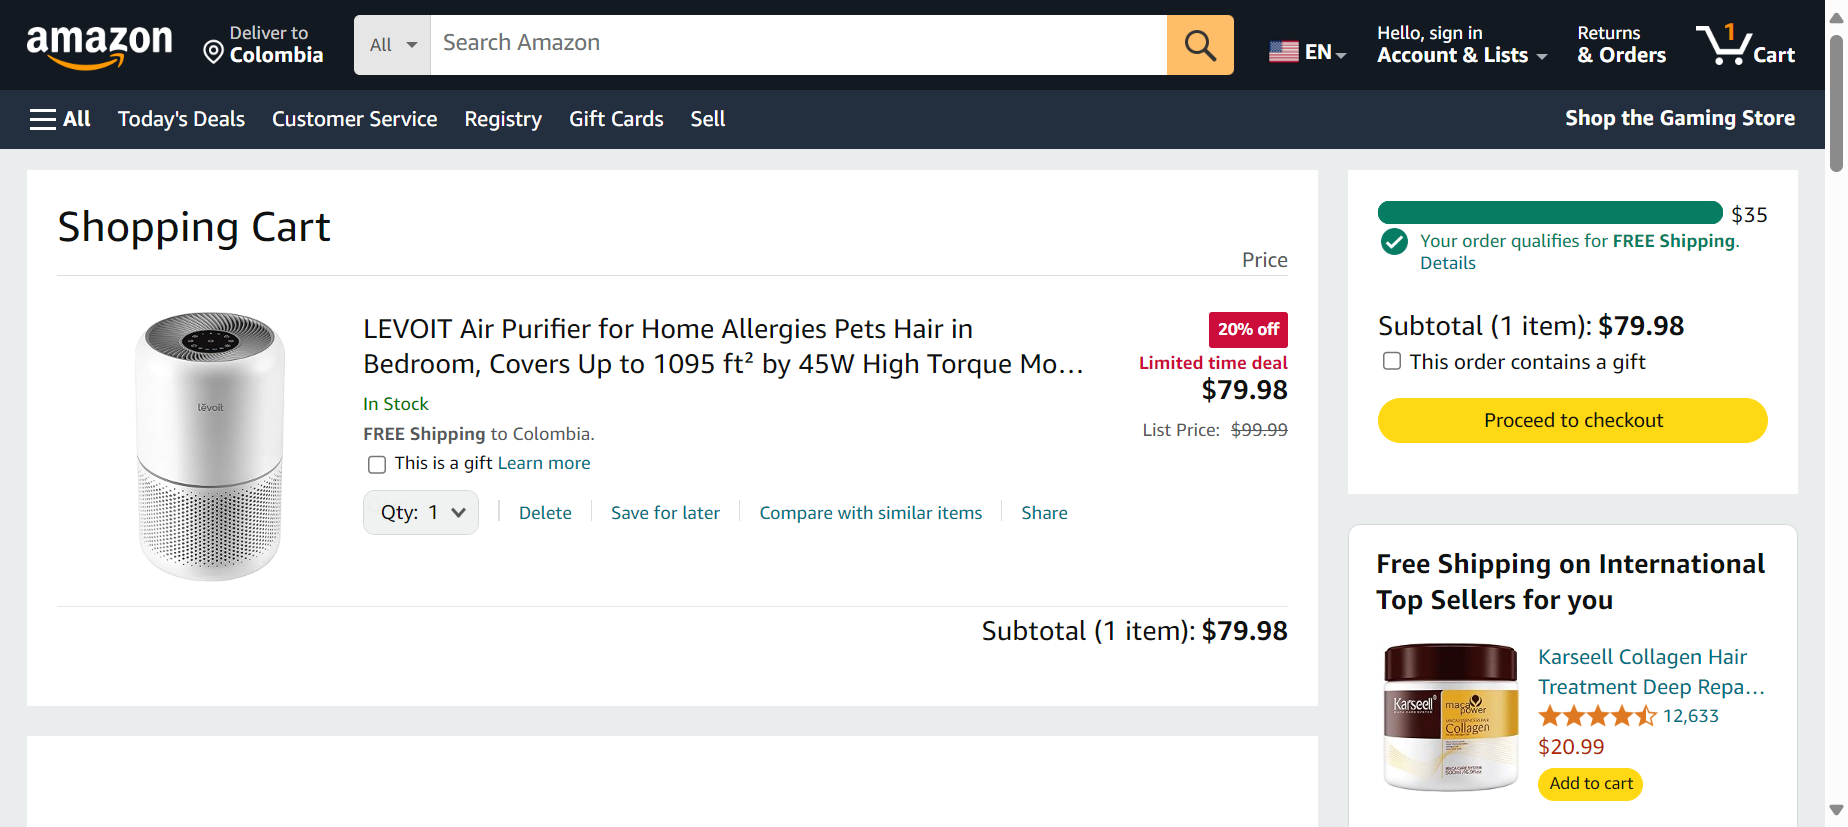 amazon
Deliver to
Colombia
All
Search Amazon
EN
Hello, sign in
Account & Lists
Returns
& Orders
1
Cart
All
Today's Deals
Customer Service
Registry
Gift Cards
Sell
Shop the Gaming Store
Shopping Cart
Price
levoit
LEVOIT Air Purifier for Home Allergies Pets Hair in
Bedroom, Covers Up to 1095 ft² by 45W High Torque Mo…
In Stock
FREE Shipping to Colombia.
This is a gift Learn more
Qty: 1
Delete
Save for later
Compare with similar items
Share
20% off
Limited time deal
$79.98
List Price: $99.99
Subtotal (1 item): $79.98
$35
Your order qualifies for FREE Shipping.
Details
Subtotal (1 item): $79.98
This order contains a gift
Proceed to checkout
Free Shipping on International
Top Sellers for you
Karseell
maca
power
Collagen
Karseell Collagen Hair
Treatment Deep Repa…
12,633
$20.99
Add to cart